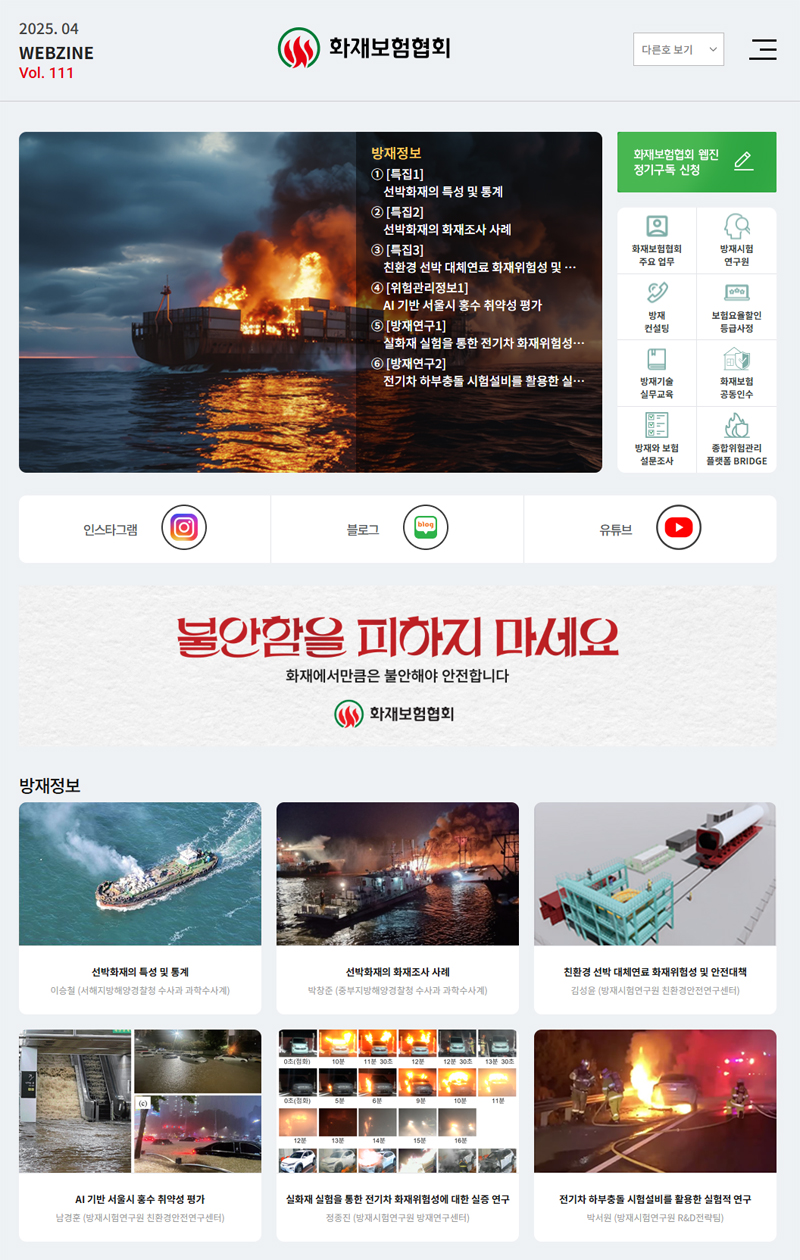 2025. 04
WEBZINE
Vol. 111
화재보험협회
다른호 보기
방재정보
① [특집1]
선박화재의 특성 및 통계
② [특집2]
선박화재의 화재조사 사례
③ [특집3]
친환경 선박 대체연료 화재위험성 및 …
④ [위험관리정보1]
AI 기반 서울시 홍수 취약성 평가
⑤ [방재연구1]
실화재 실험을 통한 전기차 화재위험성…
⑥ [방재연구2]
전기차 하부충돌 시험설비를 활용한 실…
화재보험협회 웹진
정기구독 신청
화재보험협회
주요 업무
방재시험
연구원
방재
컨설팅
보험요율할인
등급사정
방재기술
실무교육
화재보험
공동인수
방재와 보험
설문조사
종합위험관리
플랫폼 BRIDGE
인스타그램
블로그
blog
유튜브
불안함을 피하지 마세요
화재에서만큼은 불안해야 안전합니다
화재보험협회
방재정보
선박화재의 특성 및 통계
이승철 (서해지방해양경찰청 수사과 과학수사계)
선박화재의 화재조사 사례
박창준 (중부지방해양경찰청 수사과 과학수사계)
친환경 선박 대체연료 화재위험성 및 안전대책
김성윤 (방재시험연구원 친환경안전연구센터)
(c)
AI 기반 서울시 홍수 취약성 평가
남경훈 (방재시험연구원 친환경안전연구센터)
0초(점화) 10분 11분 30초 12분 12분 30초 13분 30초
0초(점화) 5분 6분 9분 10분 11분
12분 13분 14분 15분 16분
실화재 실험을 통한 전기차 화재위험성에 대한 실증 연구
정흥진 (방재시험연구원 방재연구센터)
전기차 하부충돌 시험설비를 활용한 실험적 연구
박서원 (방재시험연구원 R&D전략팀)